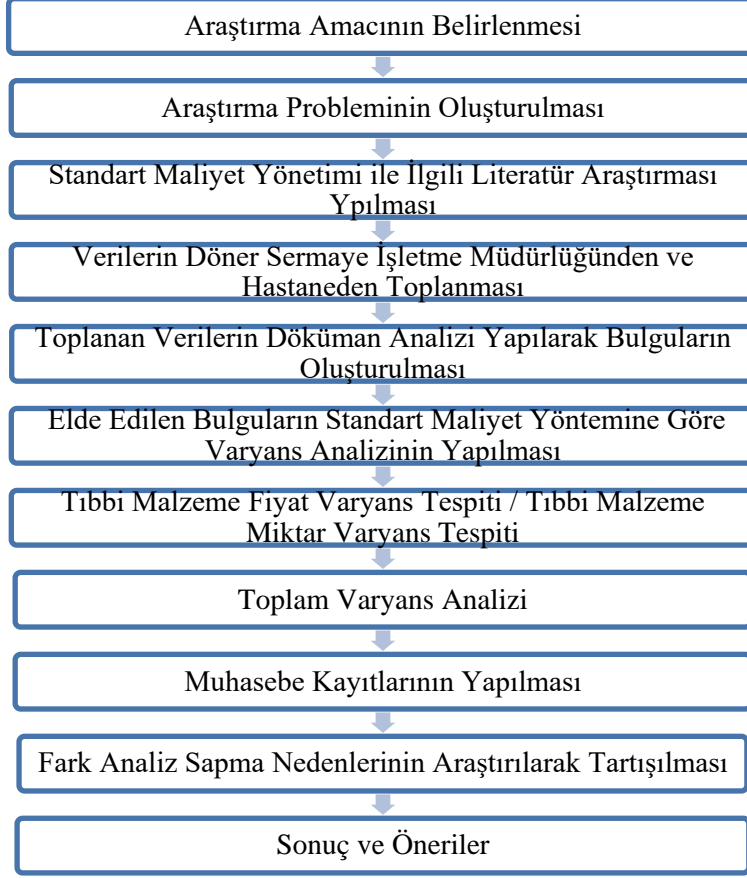 Araştırma Amacının Belirlenmesi
Araştırma Probleminin Oluşturulması
Standart Maliyet Yönetimi ile İlgili Literatür Araştırması
Ypılması
Verilerin Döner Sermaye İşletme Müdürlüğünden ve
Hastaneden Toplanması
Toplanan Verilerin Döküman Analizi Yapılarak Bulguların
Oluşturulması
Elde Edilen Bulguların Standart Maliyet Yöntemine Göre
Varyans Analizinin Yapılması
Tıbbi Malzeme Fiyat Varyans Tespiti / Tıbbi Malzeme
Miktar Varyans Tespiti
Toplam Varyans Analizi
Muhasebe Kayıtlarının Yapılması
Fark Analiz Sapma Nedenlerinin Araştırılarak Tartışılması
Sonuç ve Öneriler